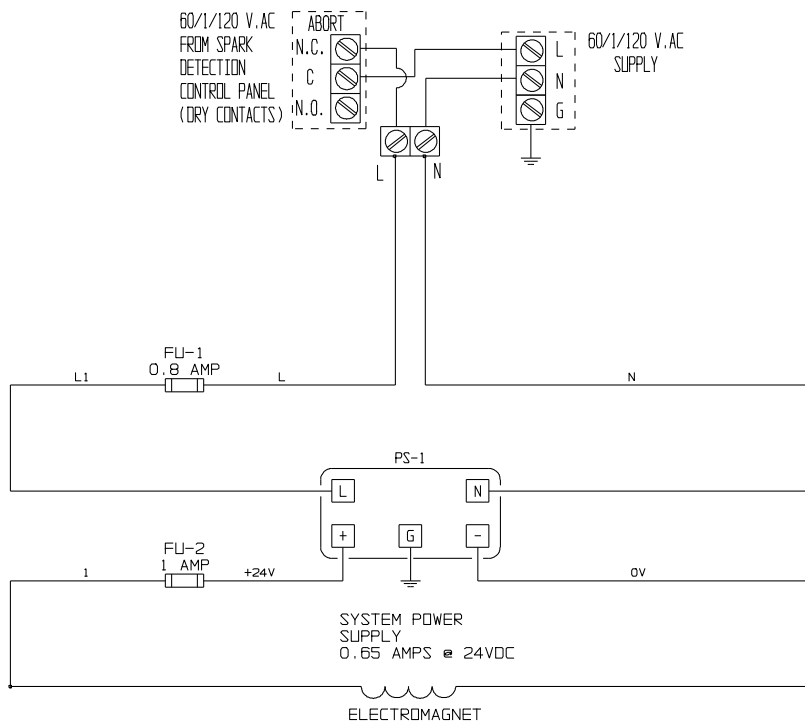 60/1/120 V.AC
FROM SPARK
DETECTION
CONTROL PANEL
(DRY CONTACTS)
ABORT
N.C.
C
N.O.
L
N
G
60/1/120 V.AC
SUPPLY
L
N
FU-1
0.8 AMP
L1
L
N
PS-1
L
N
+
G
-
FU-2
1 AMP
1
+24V
0V
SYSTEM POWER
SUPPLY
0.65 AMPS @ 24VDC
ELECTROMAGNET